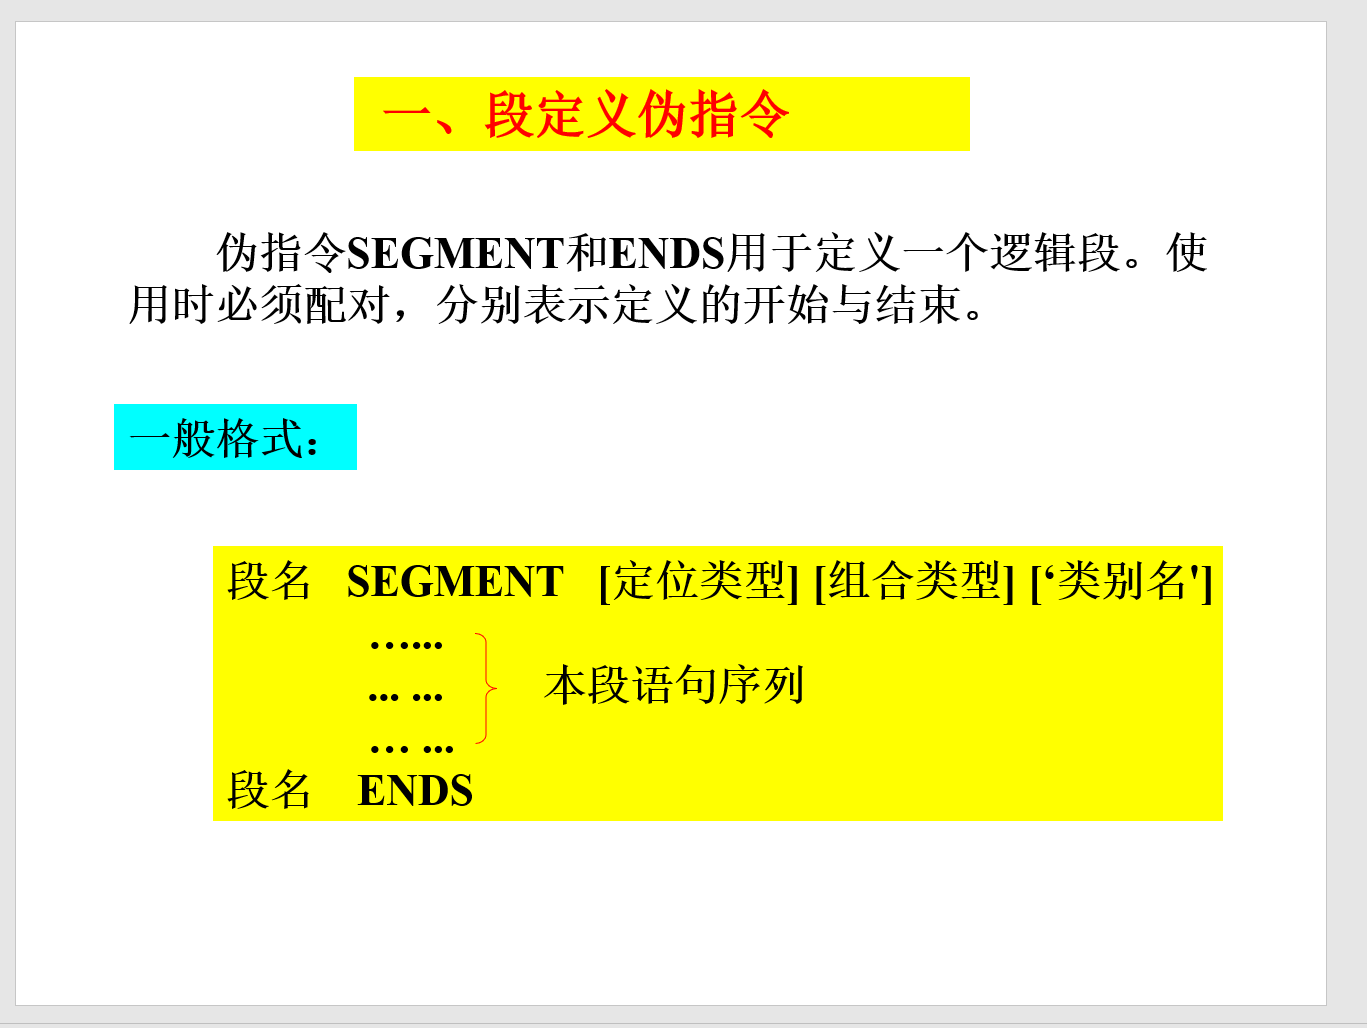 一、段定义伪指令
伪指令SEGMENT和ENDS用于定义一个逻辑段。使
用时必须配对，分别表示定义的开始与结束。
一般格式：
段名 SEGMENT [定位类型] [组合类型] [‘类别名']
…...
... ... 本段语句序列
… ...
段名 ENDS